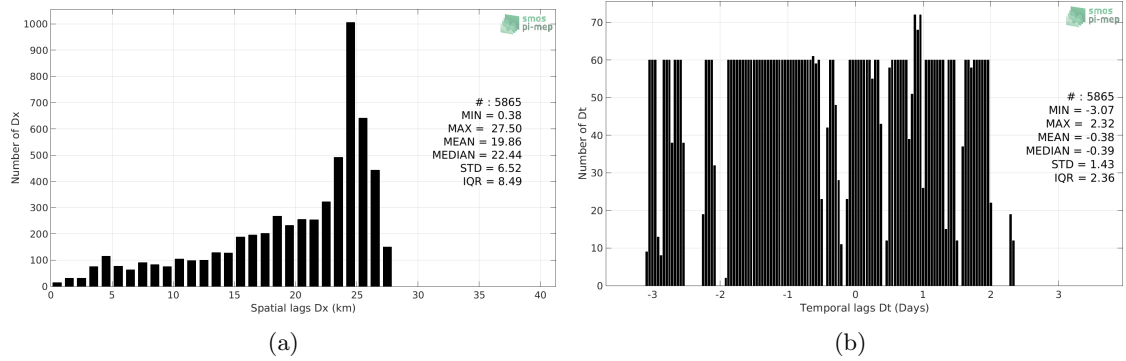 smos
pi-mep
1000
900
800
700
600
500
400
300
200
100
0
Number of Dx
# : 5865
MIN = 0.38
MAX = 27.50
MEAN = 19.86
MEDIAN = 22.44
STD = 6.52
IQR = 8.49
0 5 10 15 20 25 30 35 40
Spatial lags Dx (km)
(a)
smos
pi-mep
70
60
50
40
30
20
10
0
Number of Dt
# : 5865
MIN = -3.07
MAX = 2.32
MEAN = -0.38
MEDIAN = -0.39
STD = 1.43
IQR = 2.36
-3 -2 -1 0 1 2 3
Temporal lags Dt (Days)
(b)